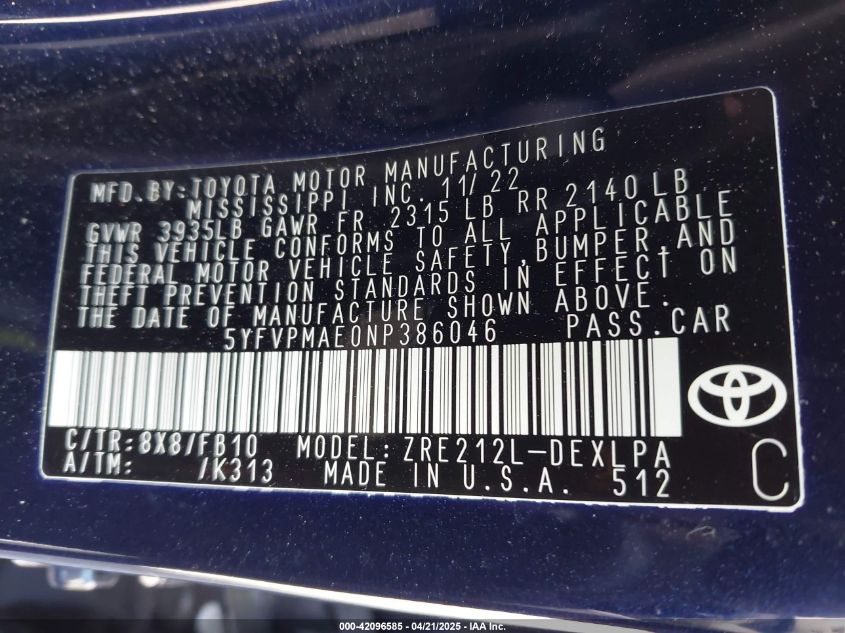 MFD.BY:TOYOTA MOTOR MANUFACTURING
MISSISSIPPI INC. 11/22
GVWR 3935LB GAWR FR 2315 LB RR 2140 LB
THIS VEHICLE CONFORMS TO ALL APPLICABLE
FEDERAL MOTOR VEHICLE SAFETY,BUMPER,AND
THEFT PREVENTION STANDARDS IN EFFECT ON
THE DATE OF MANUFACTURE SHOWN ABOVE.
5YFVPMAE0NP386046 PASS.CAR
C/TR:8X8/FB10 MODEL:ZRE212L-DEXLPA
A/TM: /K313 MADE IN U.S.A. 512
C
000-42096585 - 04/21/2025 - IAA Inc.